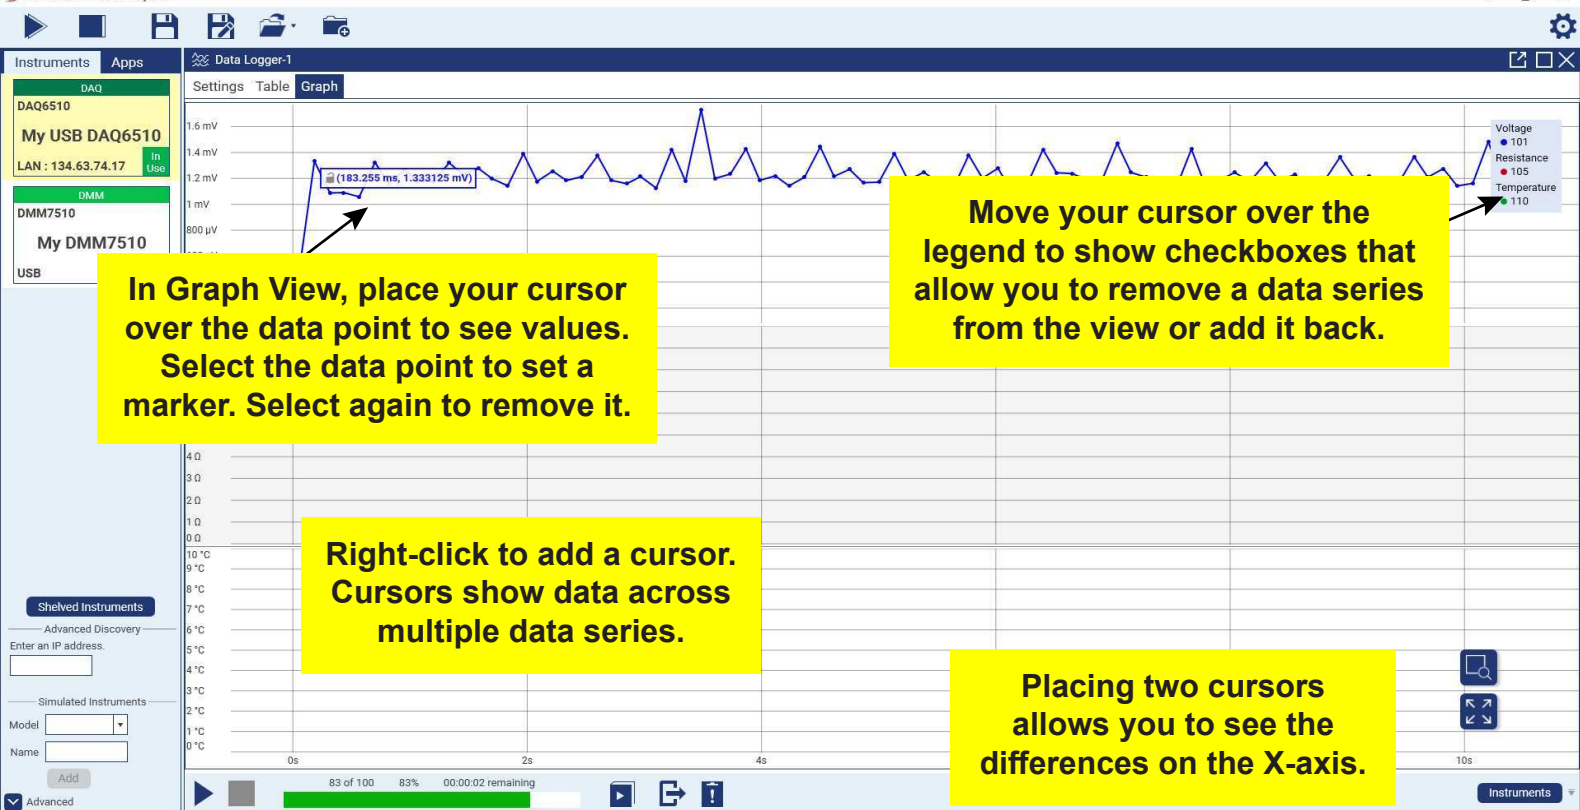 Instruments Apps
Data Logger-1
Settings Table Graph
DAQ
DAQ6510
My USB DAQ6510
LAN : 134.63.74.17
In
Use
DMM
DMM7510
My DMM7510
USB
1.6 mV
1.4 mV
1.2 mV
1 mV
800 µV
(183.255 ms, 1.333125 mV)
Voltage
101
Resistance
105
Temperature
110
In Graph View, place your cursor
over the data point to see values.
Select the data point to set a
marker. Select again to remove it.
Move your cursor over the
legend to show checkboxes that
allow you to remove a data series
from the view or add it back.
4 Ω
3 Ω
2 Ω
1 Ω
0 Ω
10 °C
9 °C
8 °C
7 °C
6 °C
5 °C
4 °C
3 °C
2 °C
1 °C
0 °C
Right-click to add a cursor.
Cursors show data across
multiple data series.
Placing two cursors
allows you to see the
differences on the X-axis.
0s
2s
4s
10s
Shelved Instruments
Advanced Discovery
Enter an IP address.
Simulated Instruments
Model
Name
Add
Advanced
83 of 100 83% 00:00:02 remaining
Instruments